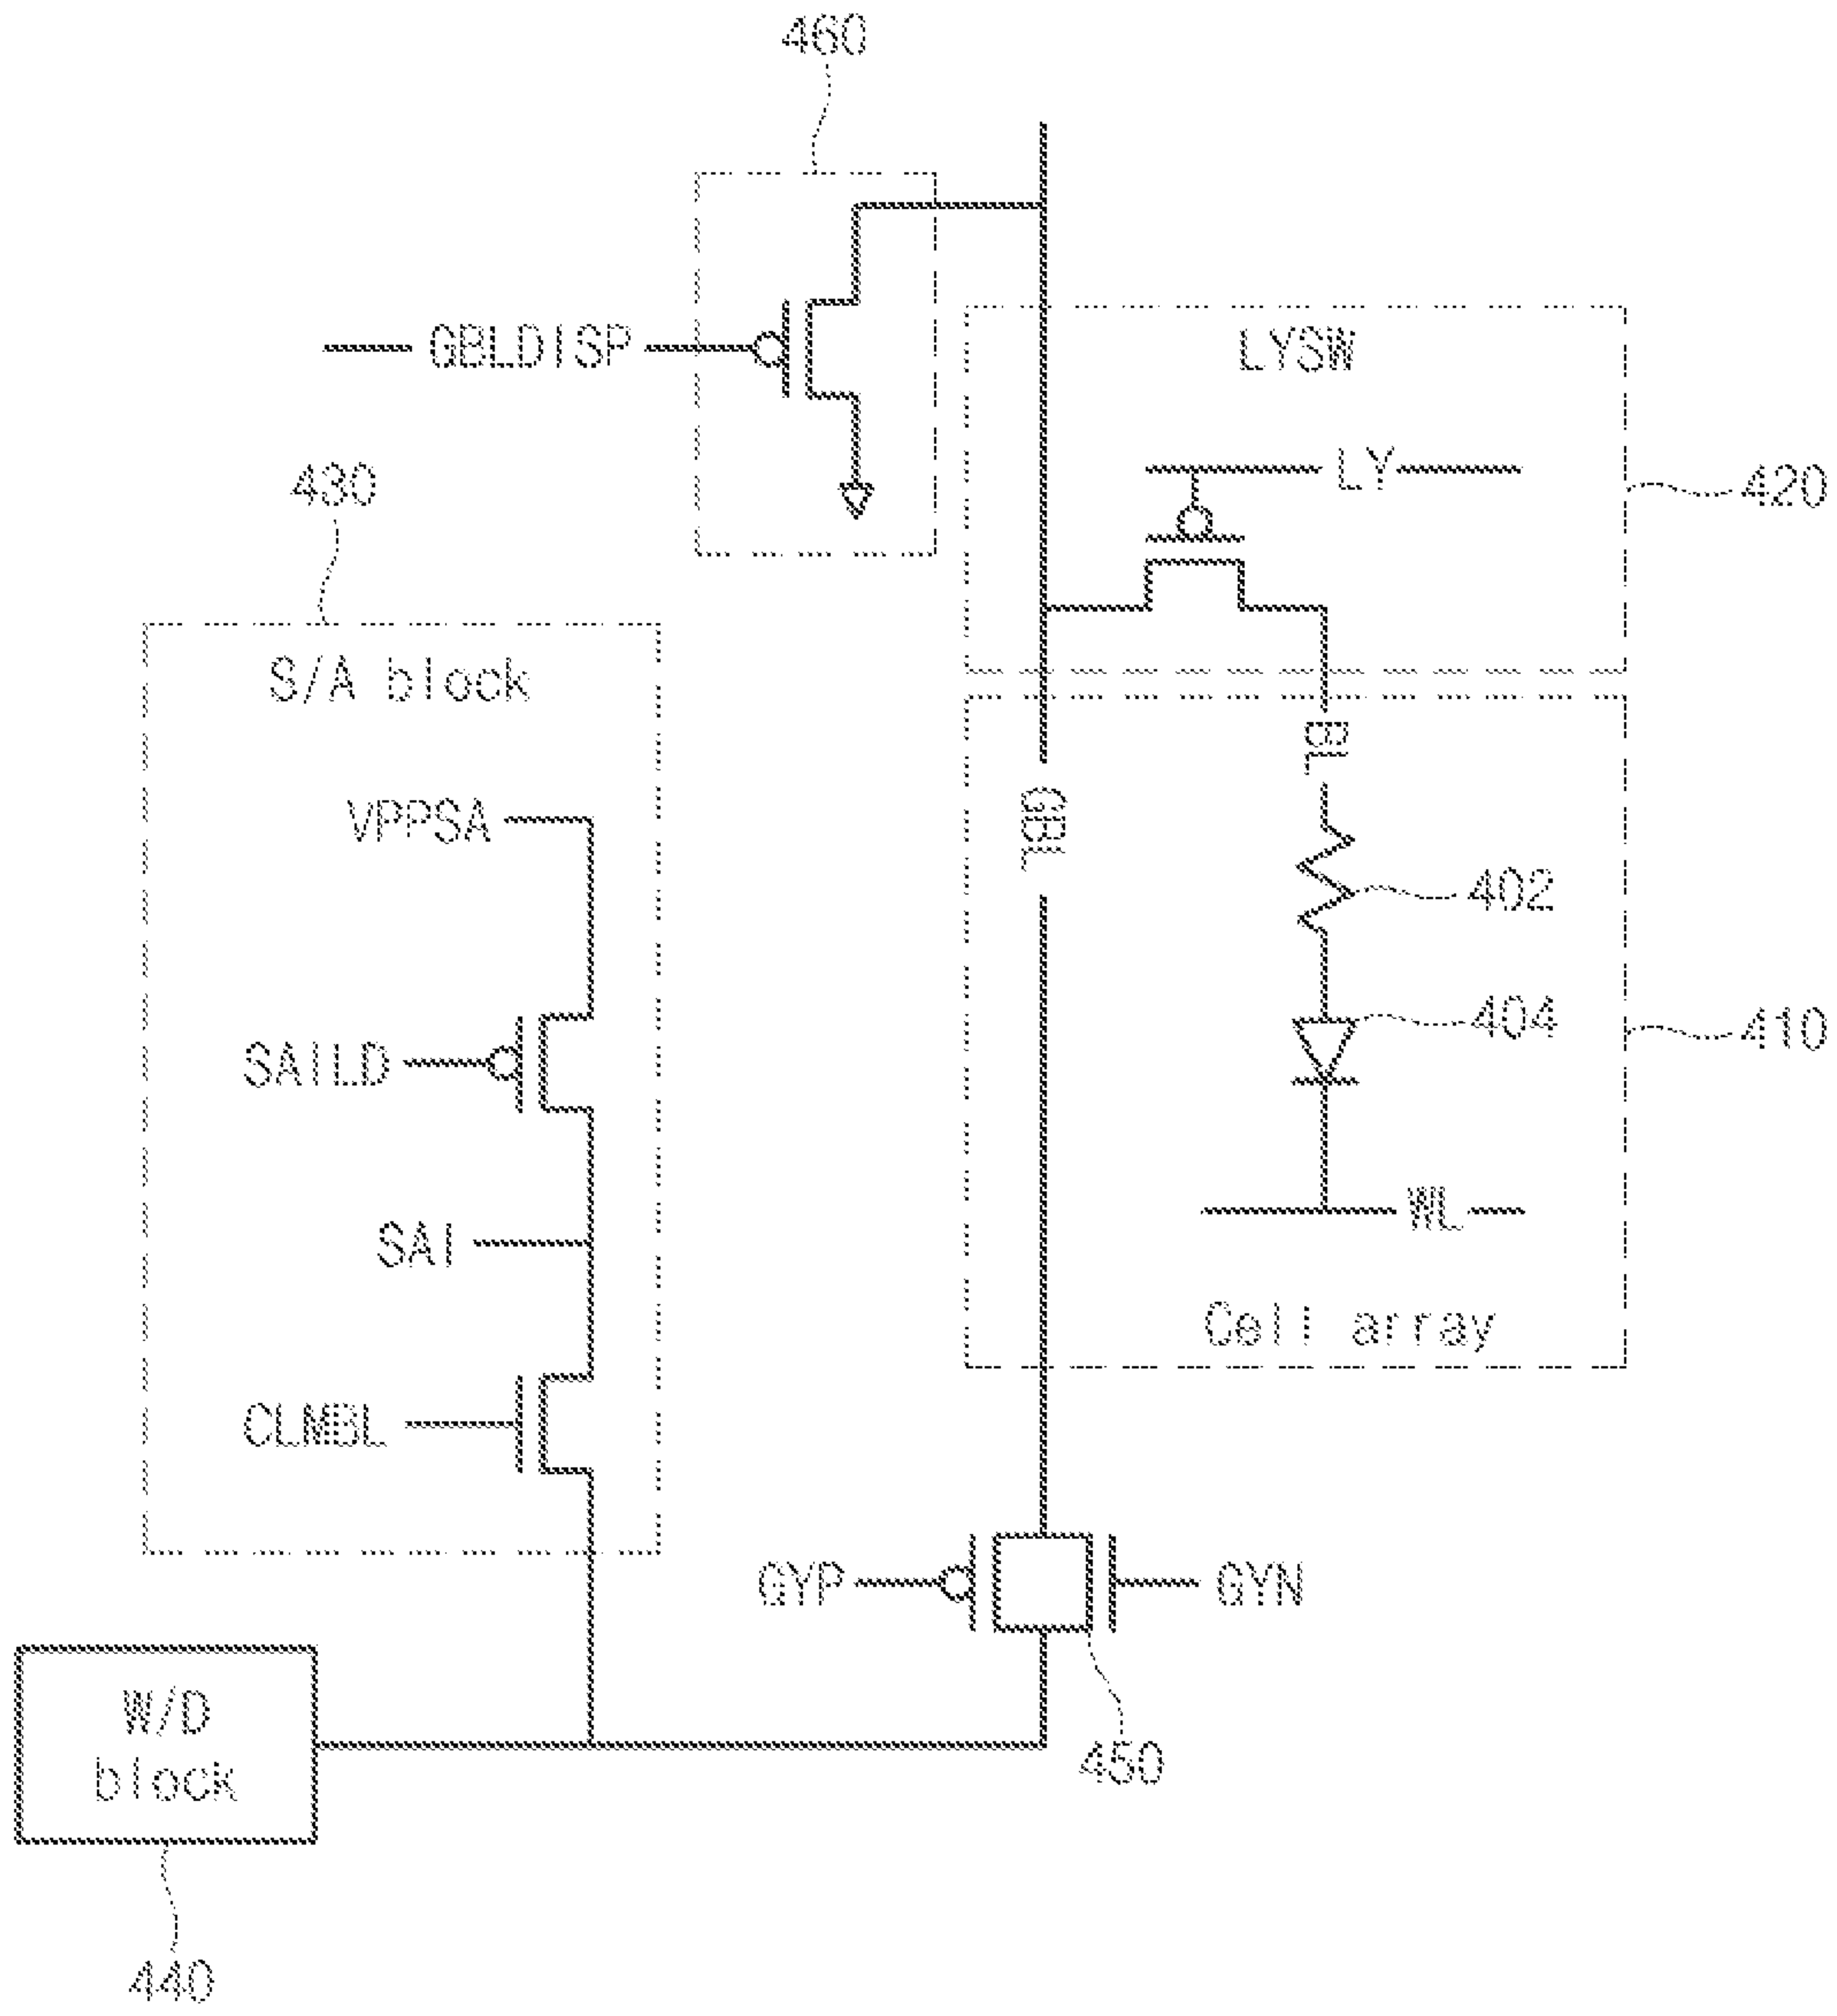 460
GBLDISP
LYSW
LY
420
430
S/A block
BL
VPPSA
GBL
402
SAILD
404
410
WL
SAI
Cell array
CLMBL
GYP
GYN
W/D
block
450
440